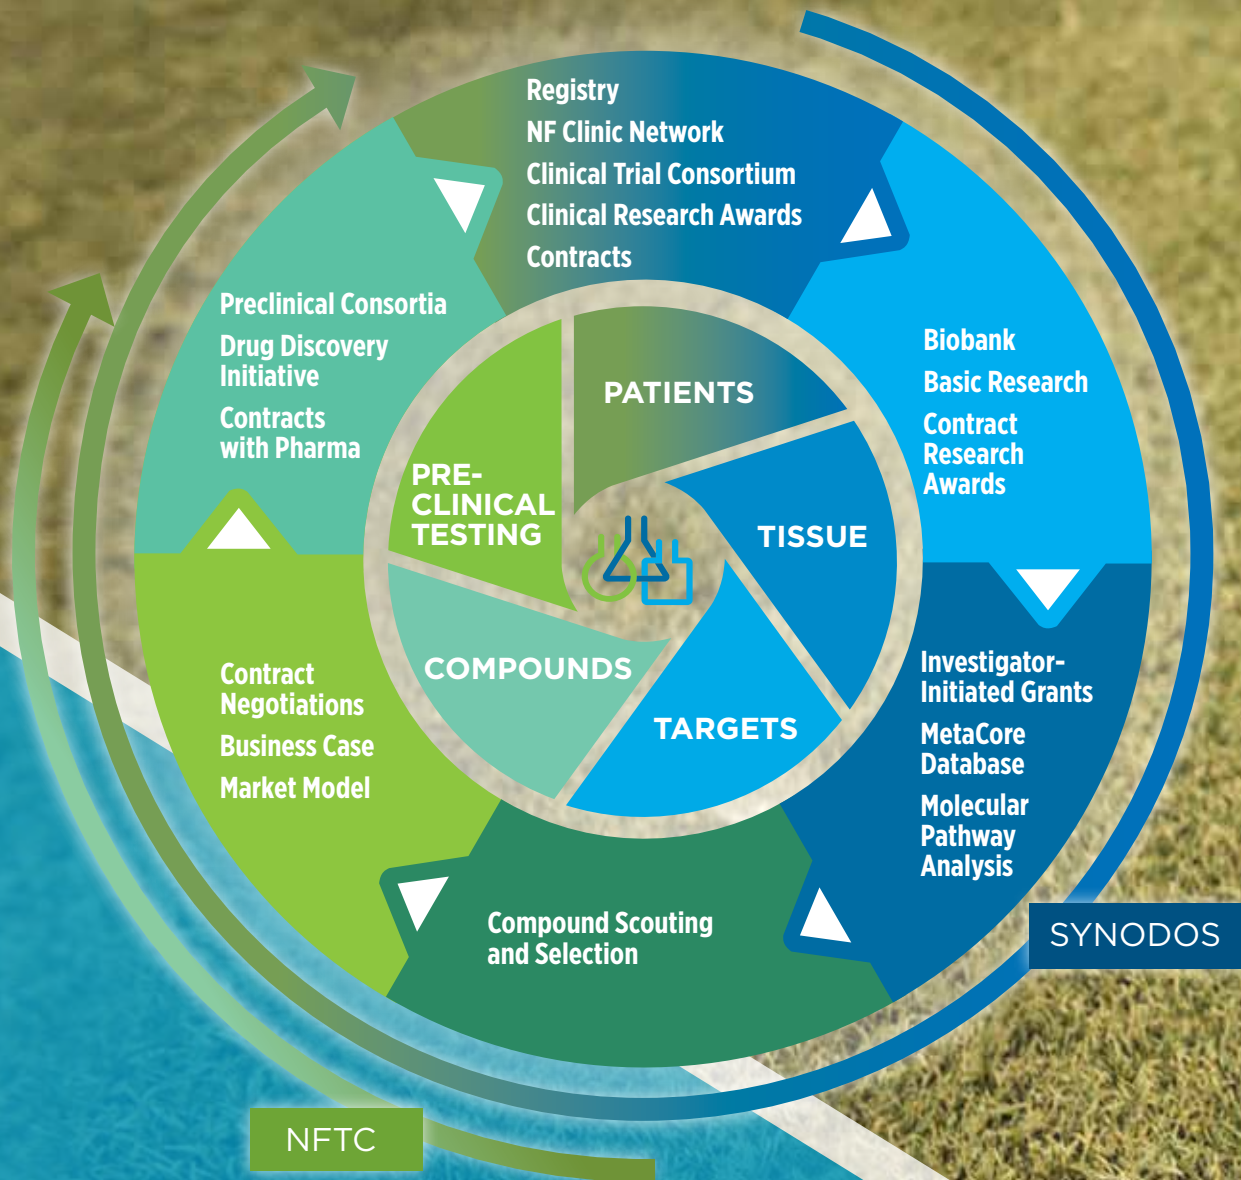 Registry
NF Clinic Network
Clinical Trial Consortium
Clinical Research Awards
Contracts
Biobank
Basic Research
Contract
Research
Awards
Investigator-
Initiated Grants
MetaCore
Database
Molecular
Pathway
Analysis
Compound Scouting
and Selection
Contract
Negotiations
Business Case
Market Model
Preclinical Consortia
Drug Discovery
Initiative
Contracts
with Pharma
PATIENTS
TISSUE
TARGETS
COMPOUNDS
PRE-
CLINICAL
TESTING
SYNODOS
NFTC